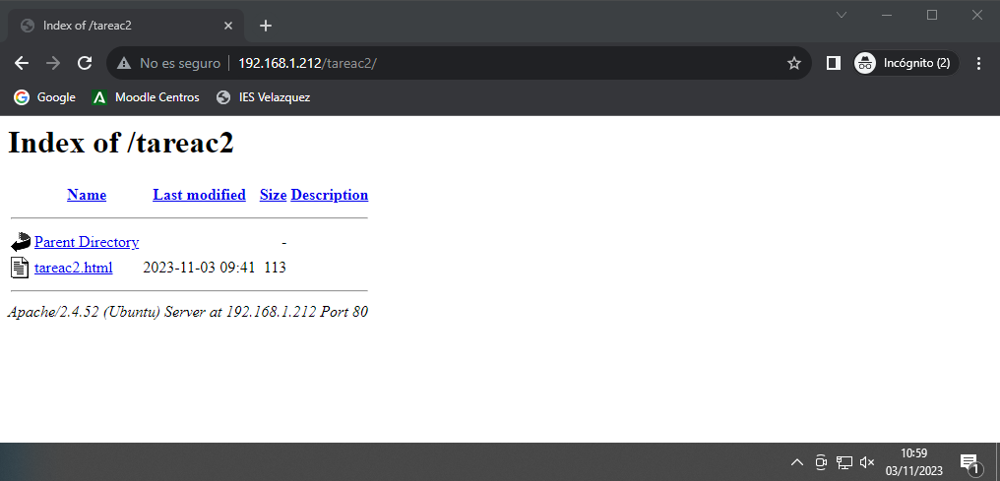 Index of /tareac2
No es seguro 192.168.1.212/tareac2/ Incógnito (2)
Google Moodle Centros IES Velazquez
Index of /tareac2
Name Last modified Size Description
Parent Directory -
tareac2.html 2023-11-03 09:41 113
Apache/2.4.52 (Ubuntu) Server at 192.168.1.212 Port 80
10:59
03/11/2023
1